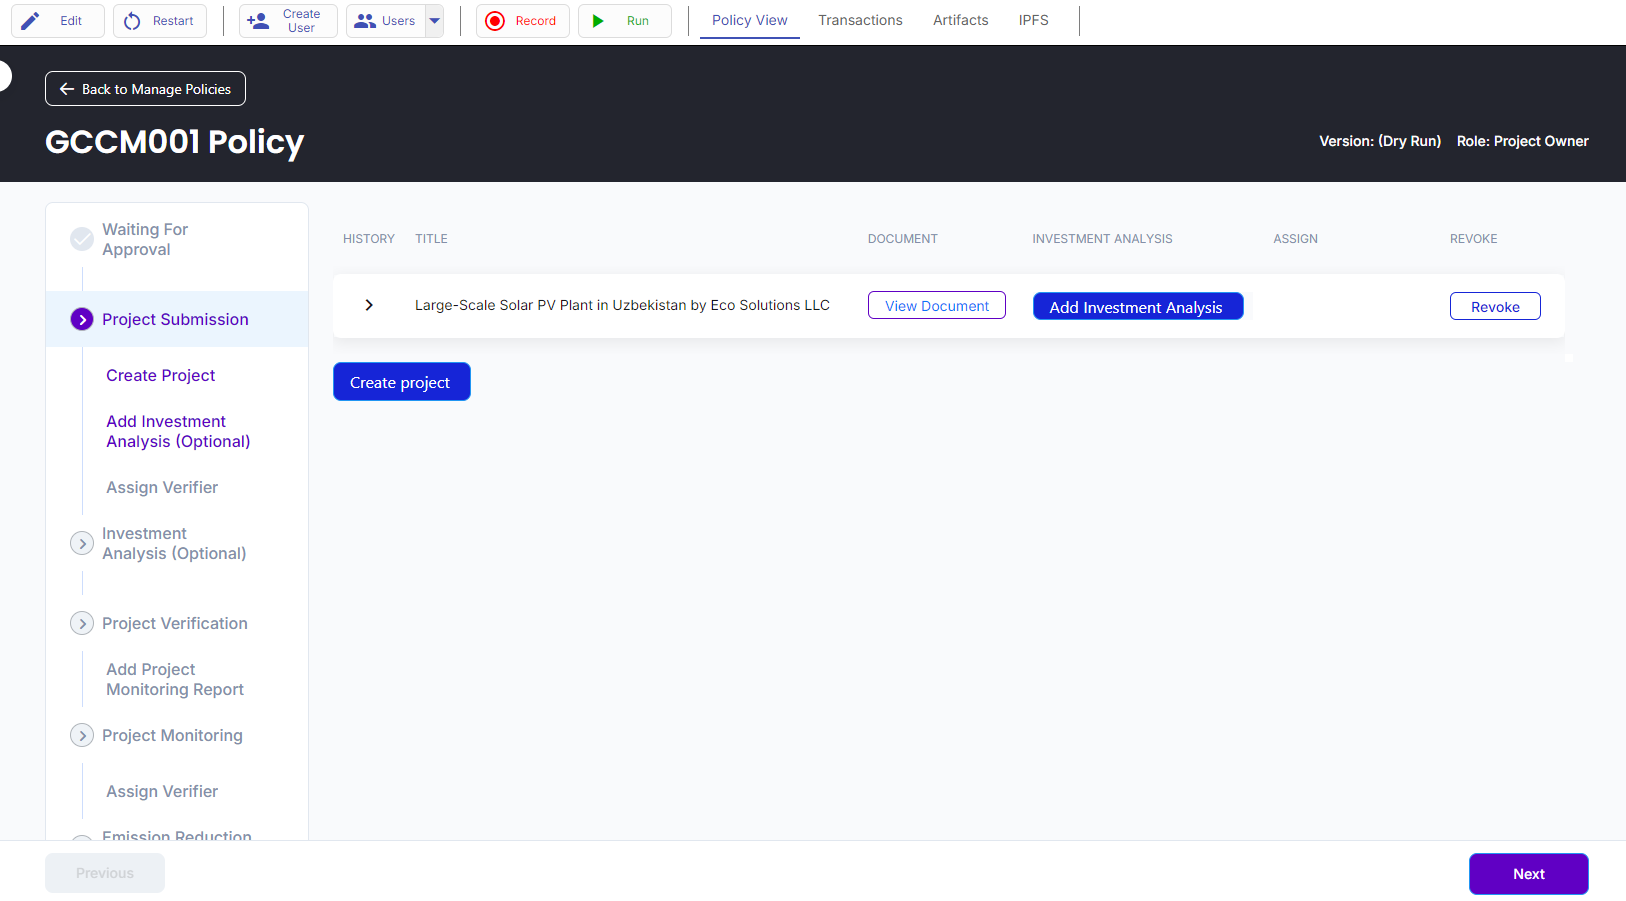 Edit
Restart
Create
User
Users
Record
Run
Policy View
Transactions
Artifacts
IPFS
Back to Manage Policies
GCCM001 Policy
Version: (Dry Run)
Role: Project Owner
Waiting For
Approval
Project Submission
Create Project
Add Investment
Analysis (Optional)
Assign Verifier
Investment
Analysis (Optional)
Project Verification
Add Project
Monitoring Report
Project Monitoring
Assign Verifier
Emission Reduction
HISTORY TITLE DOCUMENT INVESTMENT ANALYSIS ASSIGN REVOKE
Large-Scale Solar PV Plant in Uzbekistan by Eco Solutions LLC View Document Add Investment Analysis Revoke
Create project
Previous
Next